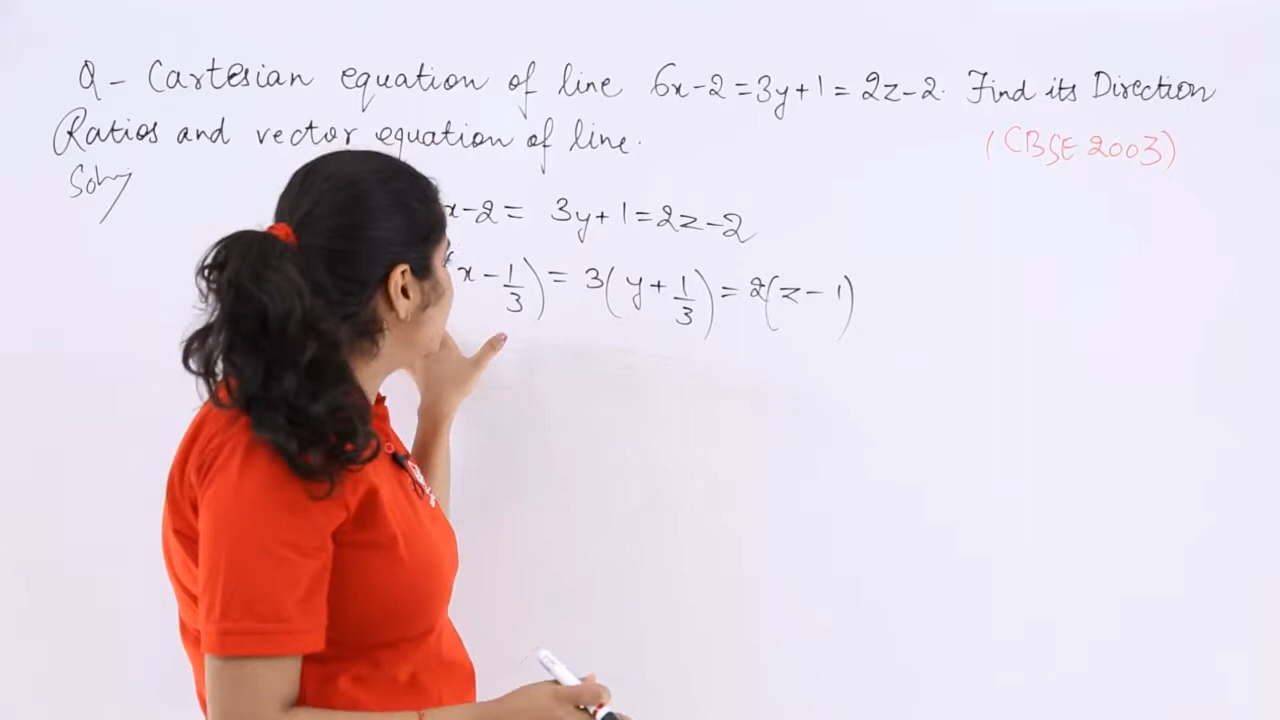 Q - Cartesian equation of line 6x-2=3y+1=2z-2. Find its Direction
Ratios and vector equation of line.
(CBSE 2003)
Soln
x-2= 3y+1=2z-2
(x-1/3)=3(y+1/3)=2(z-1)